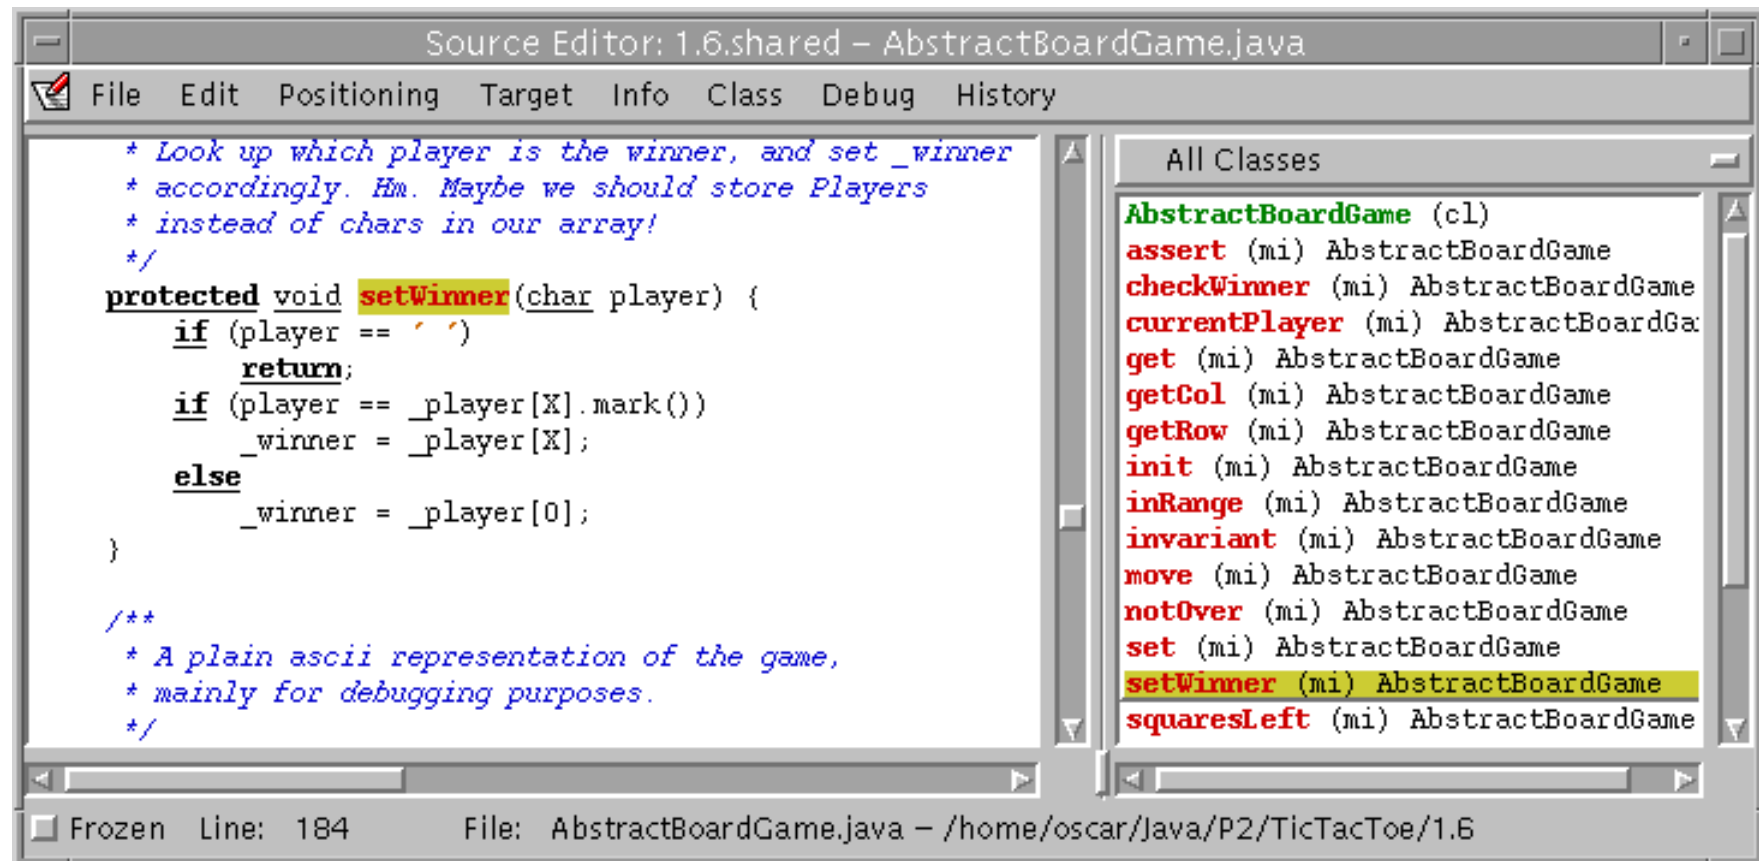 Source Editor: 1.6.shared – AbstractBoardGame.java
File Edit Positioning Target Info Class Debug History
* Look up which player is the winner, and set _winner
* accordingly. Hm. Maybe we should store Players
* instead of chars in our array!
*/
protected void setWinner(char player) {
if (player == ' ')
return;
if (player == _player[X].mark())
_winner = _player[X];
else
_winner = _player[O];
}
/**
* A plain ascii representation of the game,
* mainly for debugging purposes.
*/
All Classes
AbstractBoardGame (cl)
assert (mi) AbstractBoardGame
checkWinner (mi) AbstractBoardGame
currentPlayer (mi) AbstractBoardGa
get (mi) AbstractBoardGame
getCol (mi) AbstractBoardGame
getRow (mi) AbstractBoardGame
init (mi) AbstractBoardGame
inRange (mi) AbstractBoardGame
invariant (mi) AbstractBoardGame
move (mi) AbstractBoardGame
notOver (mi) AbstractBoardGame
set (mi) AbstractBoardGame
setWinner (mi) AbstractBoardGame
squaresLeft (mi) AbstractBoardGame
Frozen Line: 184 File: AbstractBoardGame.java – /home/oscar/Java/P2/TicTacToe/1.6